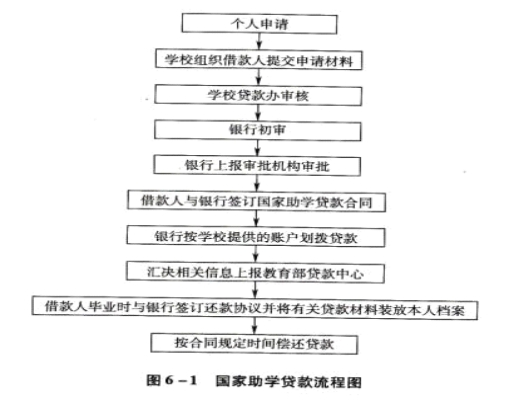 个人申请
学校组织借款人提交申请材料
学校贷款办审核
银行初审
银行上报审批机构审批
借款人与银行签订国家助学贷款合同
银行按学校提供的账户划拨贷款
汇决相关信息上报教育部贷款中心
借款人毕业时与银行签订还款协议并将有关贷款材料装放本人档案
按合同规定时间偿还贷款
图6-1 国家助学贷款流程图